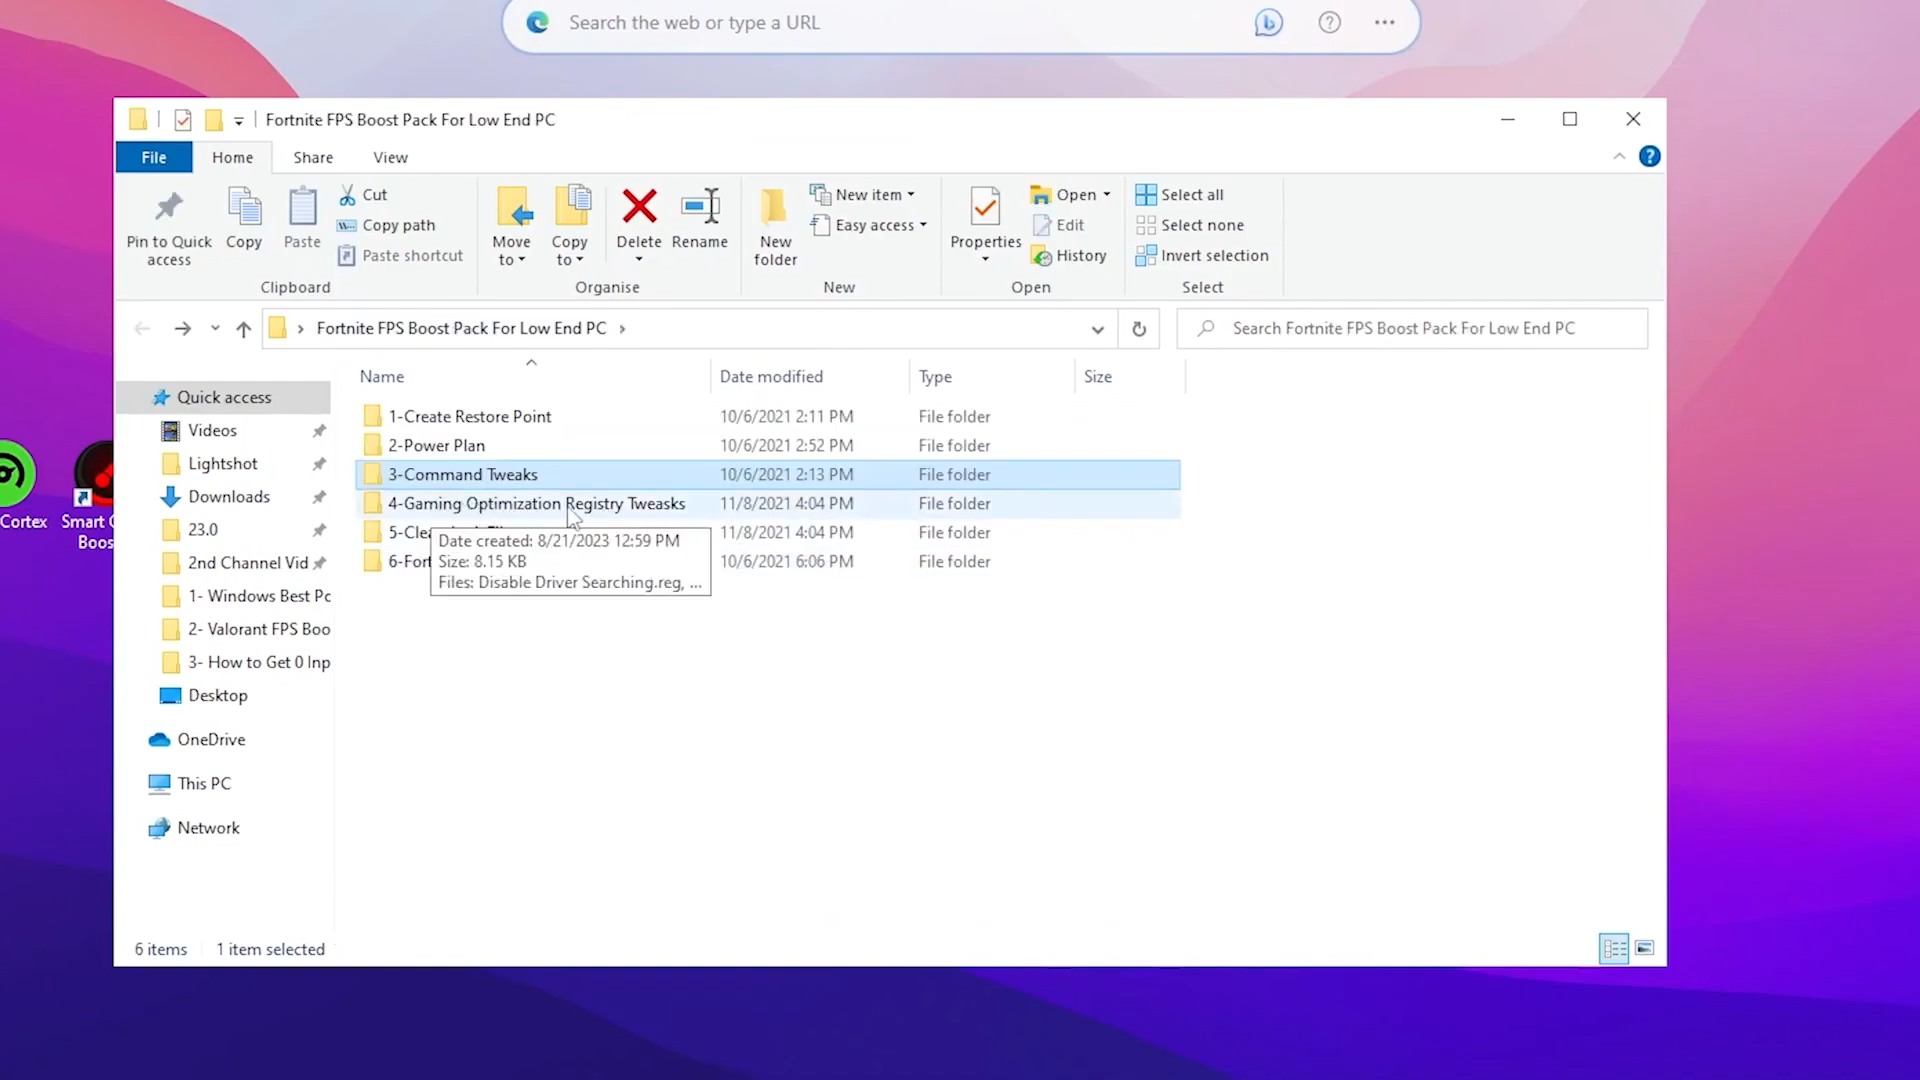 Search the web or type a URL
Fortnite FPS Boost Pack For Low End PC
File
Home
Share
View
Pin to Quick
access
Copy
Paste
Cut
Copy path
Paste shortcut
Clipboard
Move
to
Copy
to
Delete
Rename
Organise
New
folder
New item
Easy access
New
Properties
Open
Edit
History
Open
Select all
Select none
Invert selection
Select
Fortnite FPS Boost Pack For Low End PC
Search Fortnite FPS Boost Pack For Low End PC
Name
Date modified
Type
Size
1-Create Restore Point 10/6/2021 2:11 PM File folder
2-Power Plan 10/6/2021 2:52 PM File folder
3-Command Tweaks 10/6/2021 2:13 PM File folder
4-Gaming Optimization Registry Tweasks 11/8/2021 4:04 PM File folder
5-Clea 11/8/2021 4:04 PM File folder
6-Fort 10/6/2021 6:06 PM File folder
Date created: 8/21/2023 12:59 PM
Size: 8.15 KB
Files: Disable Driver Searching.reg, ...
Quick access
Videos
Lightshot
Downloads
23.0
2nd Channel Vid
1- Windows Best Pc
2- Valorant FPS Boo
3- How to Get 0 Inp
Desktop
OneDrive
This PC
Network
Cortex
Smart
Boos
6 items
1 item selected